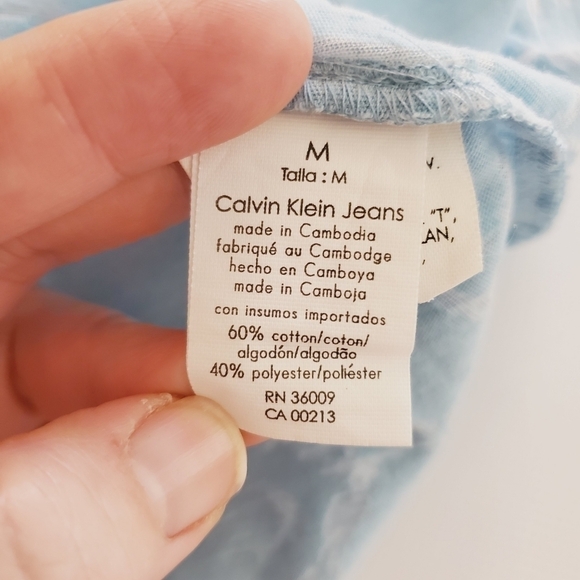 M
Talla : M
Calvin Klein Jeans
made in Cambodia
fabriqué au Cambodge
hecho en Camboya
made in Camboja
con insumos importados
60% cotton/coton/
algodón/algodão
40% polyester/poliéster
RN 36009
CA 00213
N.
"T",
AN,